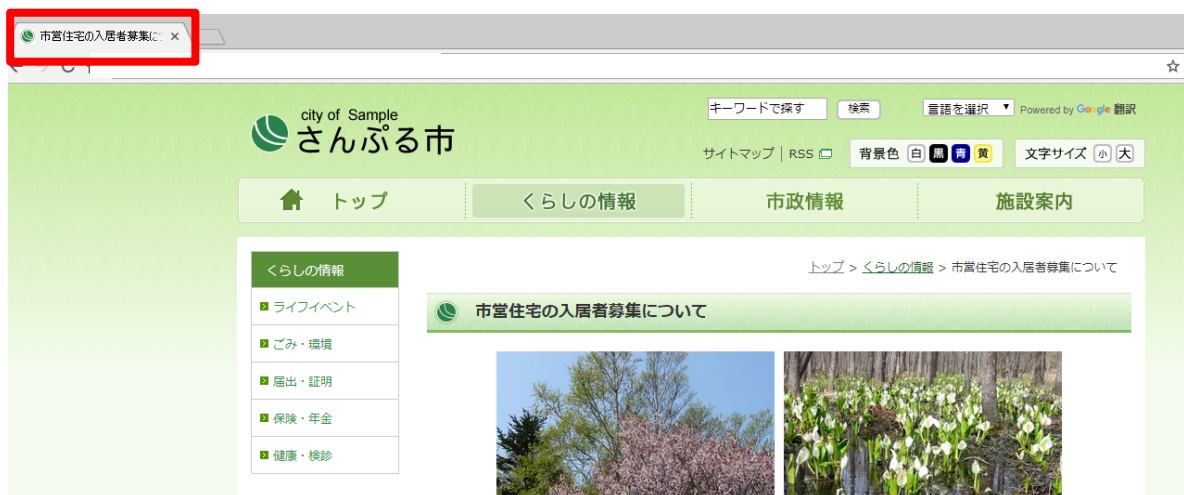 市営住宅の入居者募集に
city of Sample
さんぷる市
キーワードで探す 検索 言語を選択 Powered by Google 翻訳
サイトマップ RSS 背景色 白 黒 青 黄 文字サイズ 小 大
トップ くらしの情報 市政情報 施設案内
くらしの情報
トップ > くらしの情報 > 市営住宅の入居者募集について
ライフイベント
市営住宅の入居者募集について
ごみ・環境
届出・証明
保険・年金
健康・検診